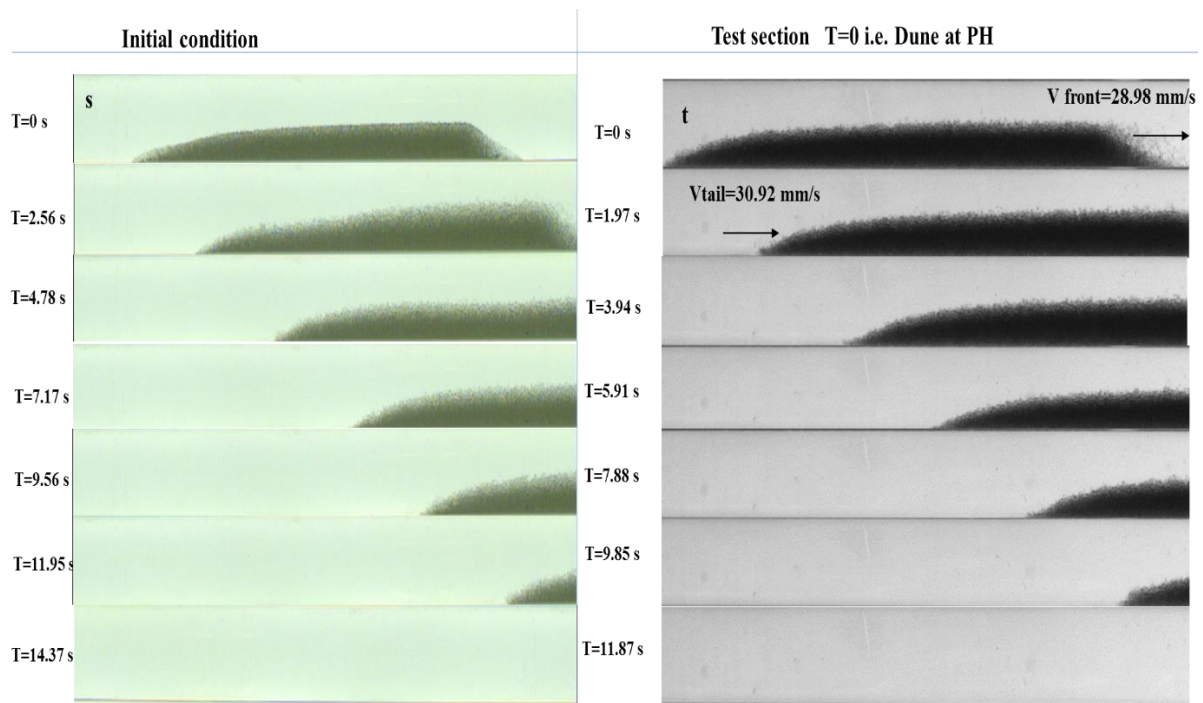 Initial condition
Test section T=0 i.e. Dune at PH
s
T=0 s
T=2.56 s
T=4.78 s
T=7.17 s
T=9.56 s
T=11.95 s
T=14.37 s
t
V front=28.98 mm/s
T=0 s
Vtail=30.92 mm/s
T=1.97 s
T=3.94 s
T=5.91 s
T=7.88 s
T=9.85 s
T=11.87 s